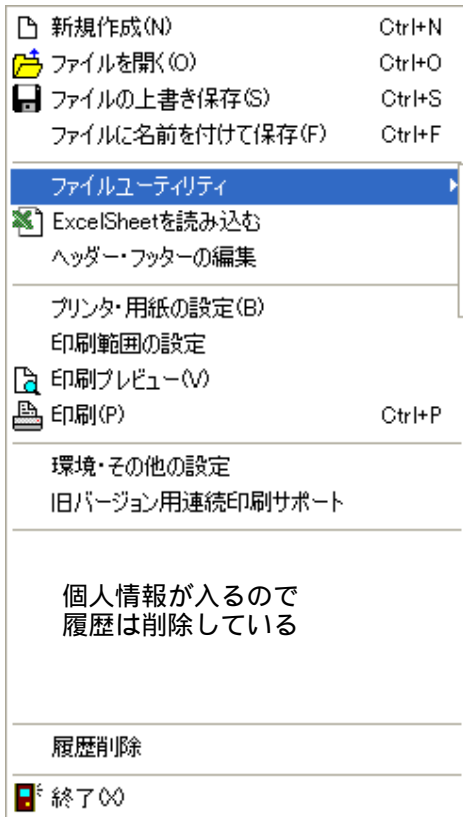 新規作成(N) Ctrl+N
ファイルを開く(O) Ctrl+O
ファイルの上書き保存(S) Ctrl+S
ファイルに名前を付けて保存(F) Ctrl+F
ファイルユーティリティ
ExcelSheetを読み込む
ヘッダー・フッターの編集
プリンタ・用紙の設定(B)
印刷範囲の設定
印刷プレビュー(V)
印刷(P) Ctrl+P
環境・その他の設定
旧バージョン用連続印刷サポート
個人情報が入るので
履歴は削除している
履歴削除
終了(X)